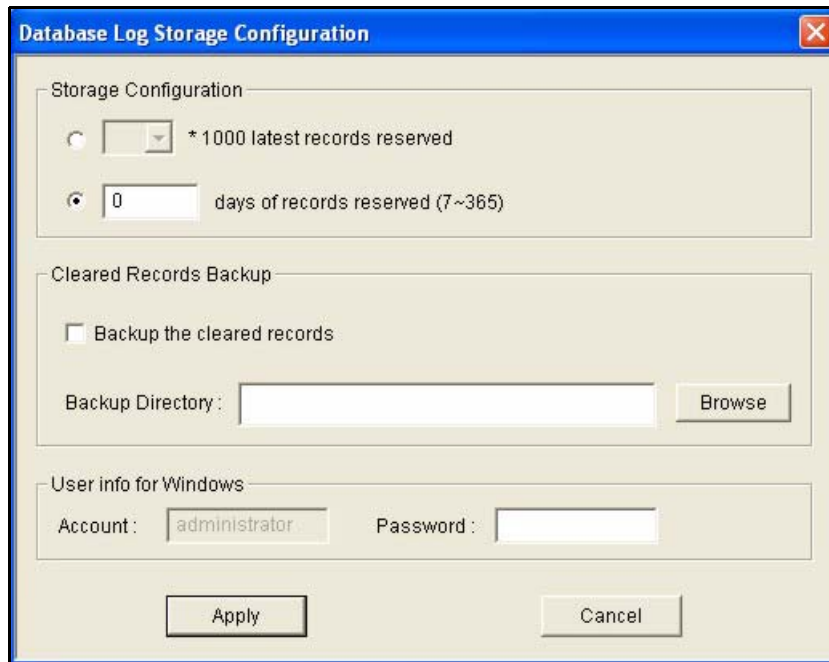 Database Log Storage Configuration
Storage Configuration
* 1000 latest records reserved
0 days of records reserved (7~365)
Cleared Records Backup
Backup the cleared records
Backup Directory : Browse
User info for Windows
Account : administrator Password :
Apply Cancel